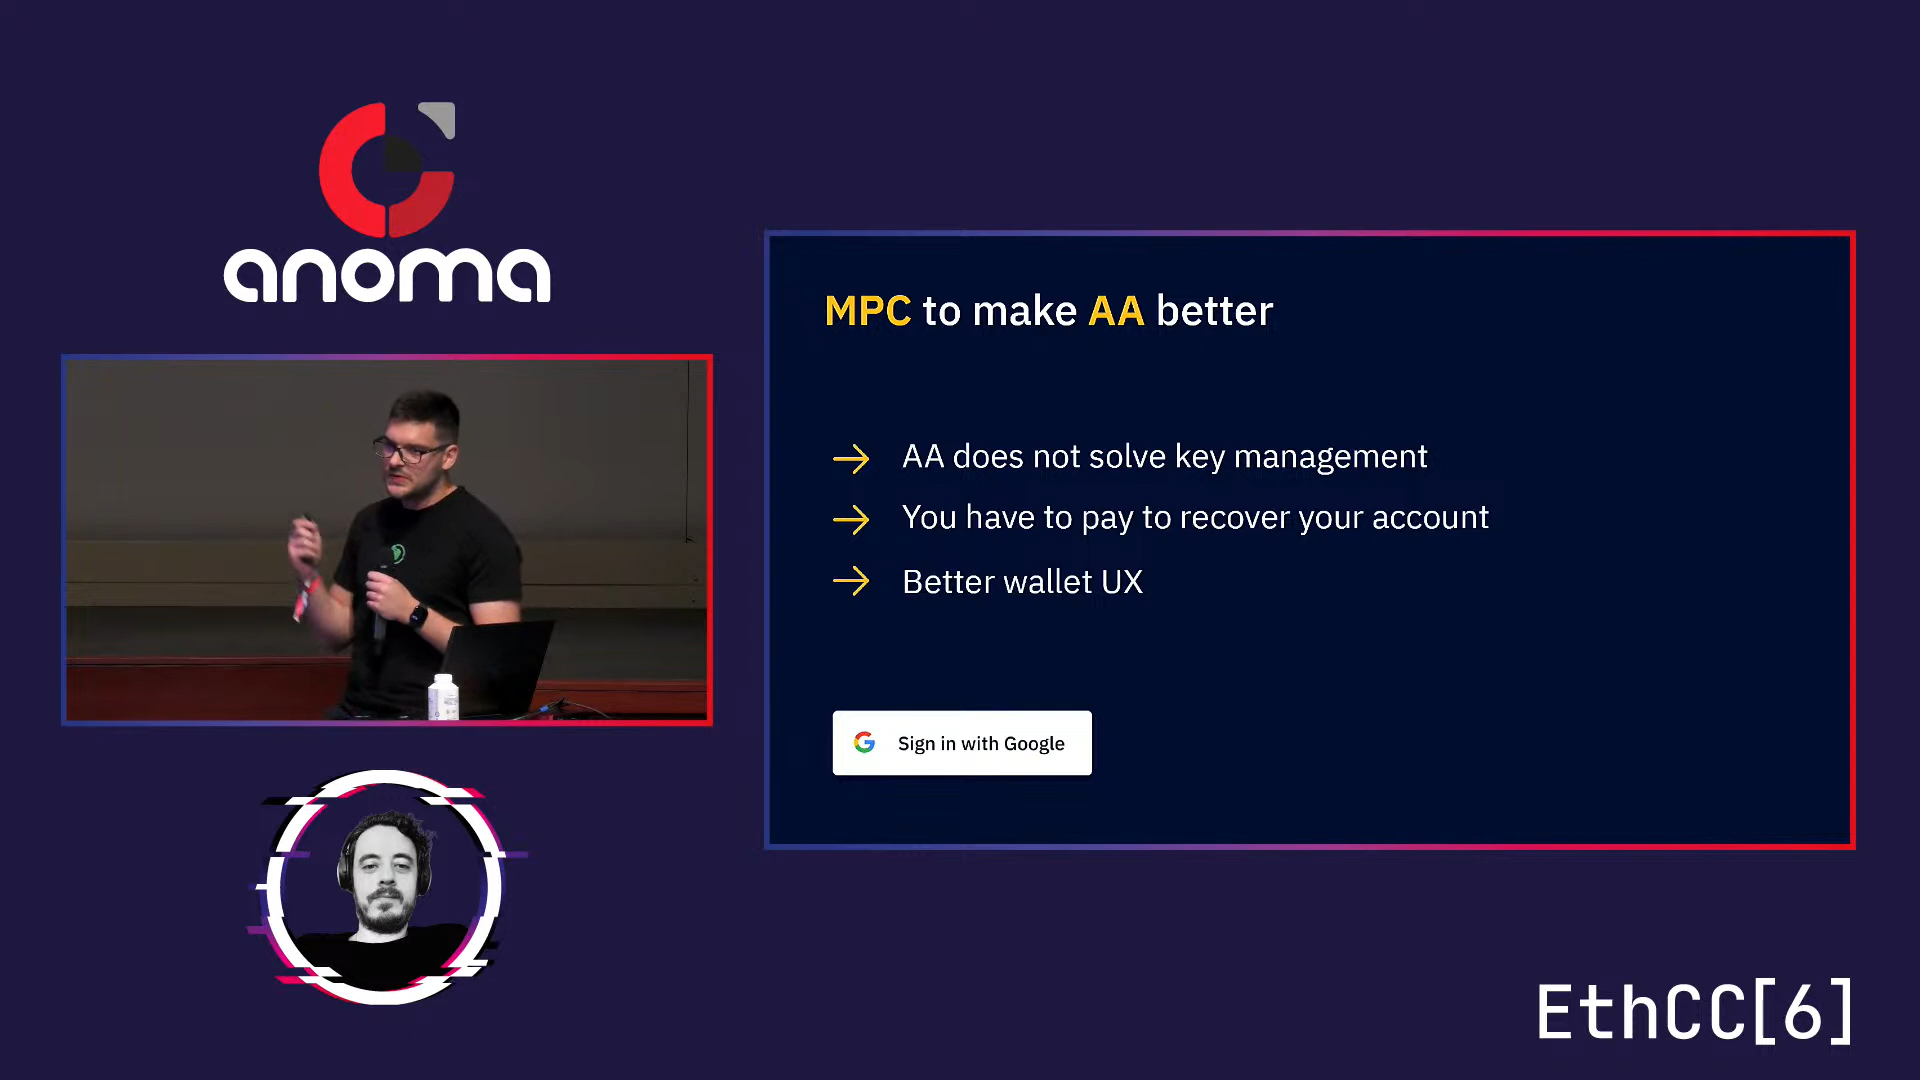 anoma
MPC to make AA better
AA does not solve key management
You have to pay to recover your account
Better wallet UX
Sign in with Google
EthCC[6]